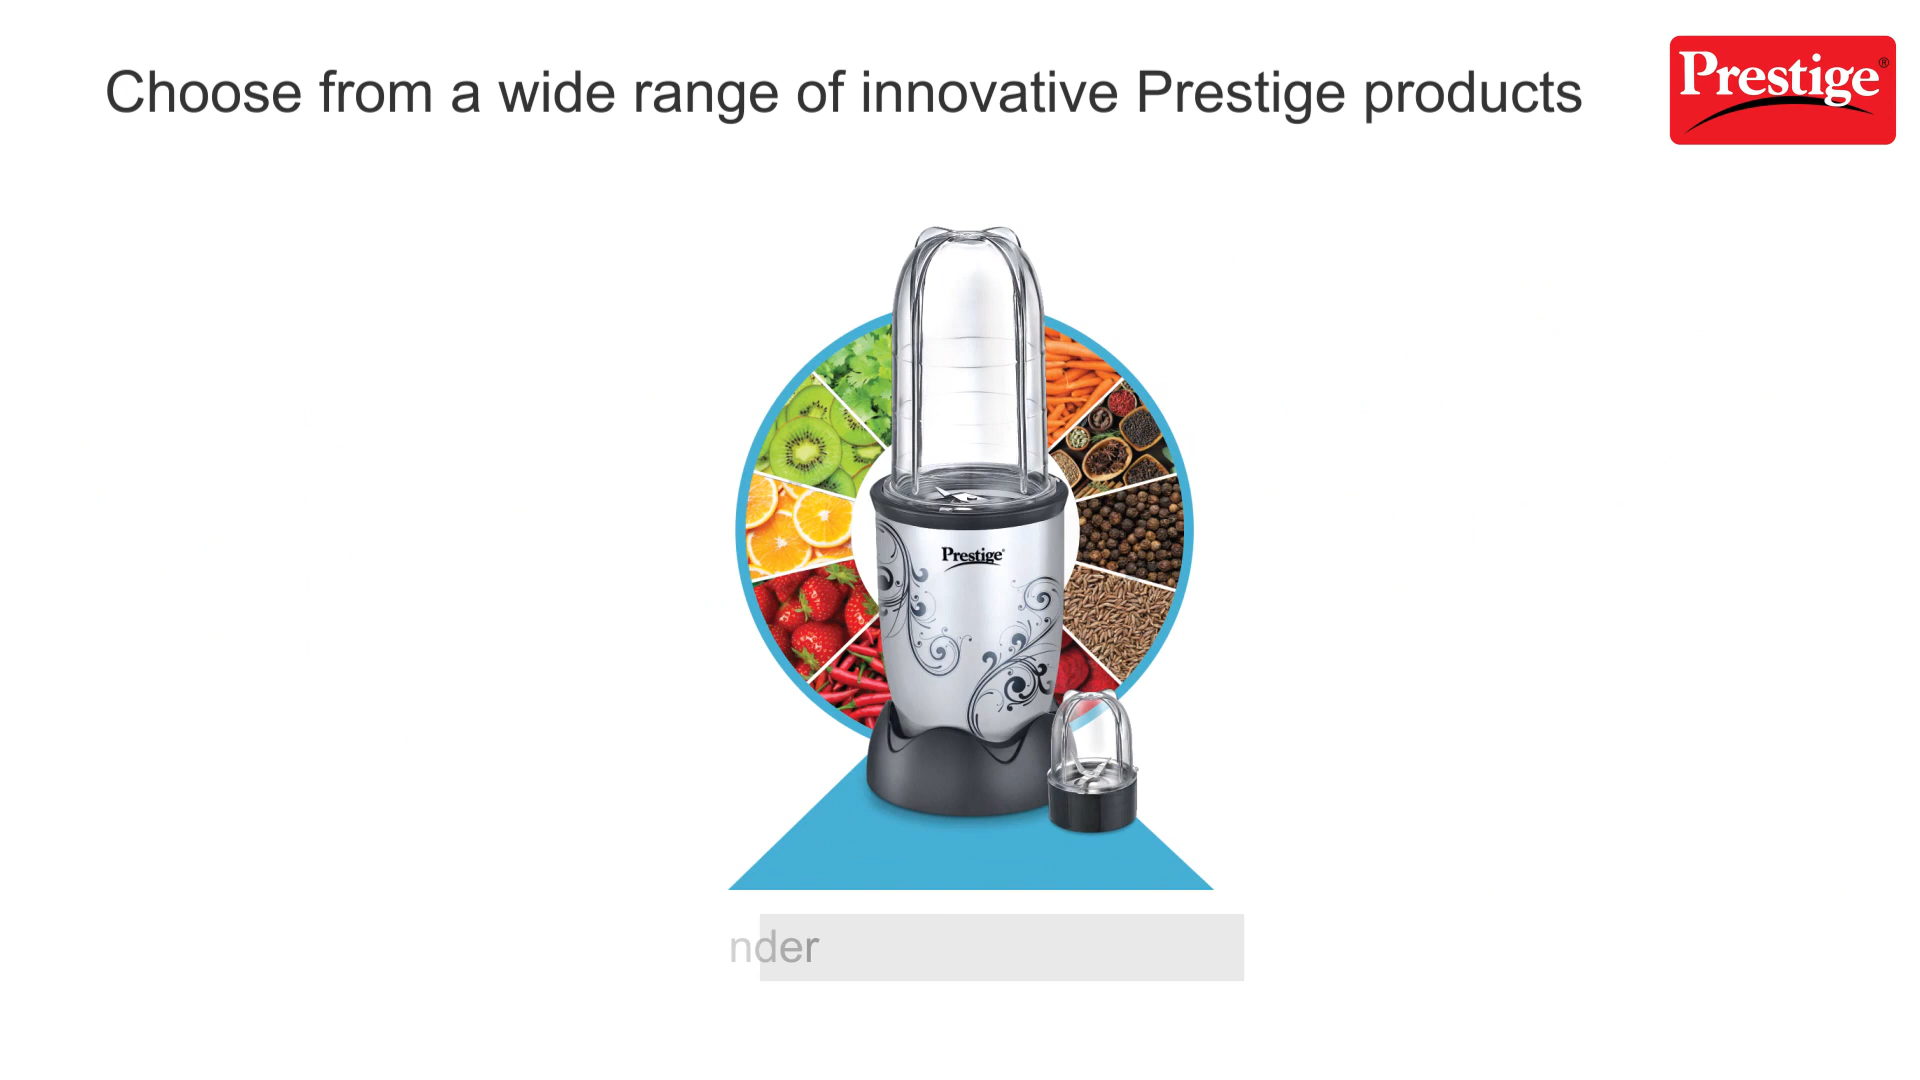 Choose from a wide range of innovative Prestige products
Prestige®
Prestige
nder